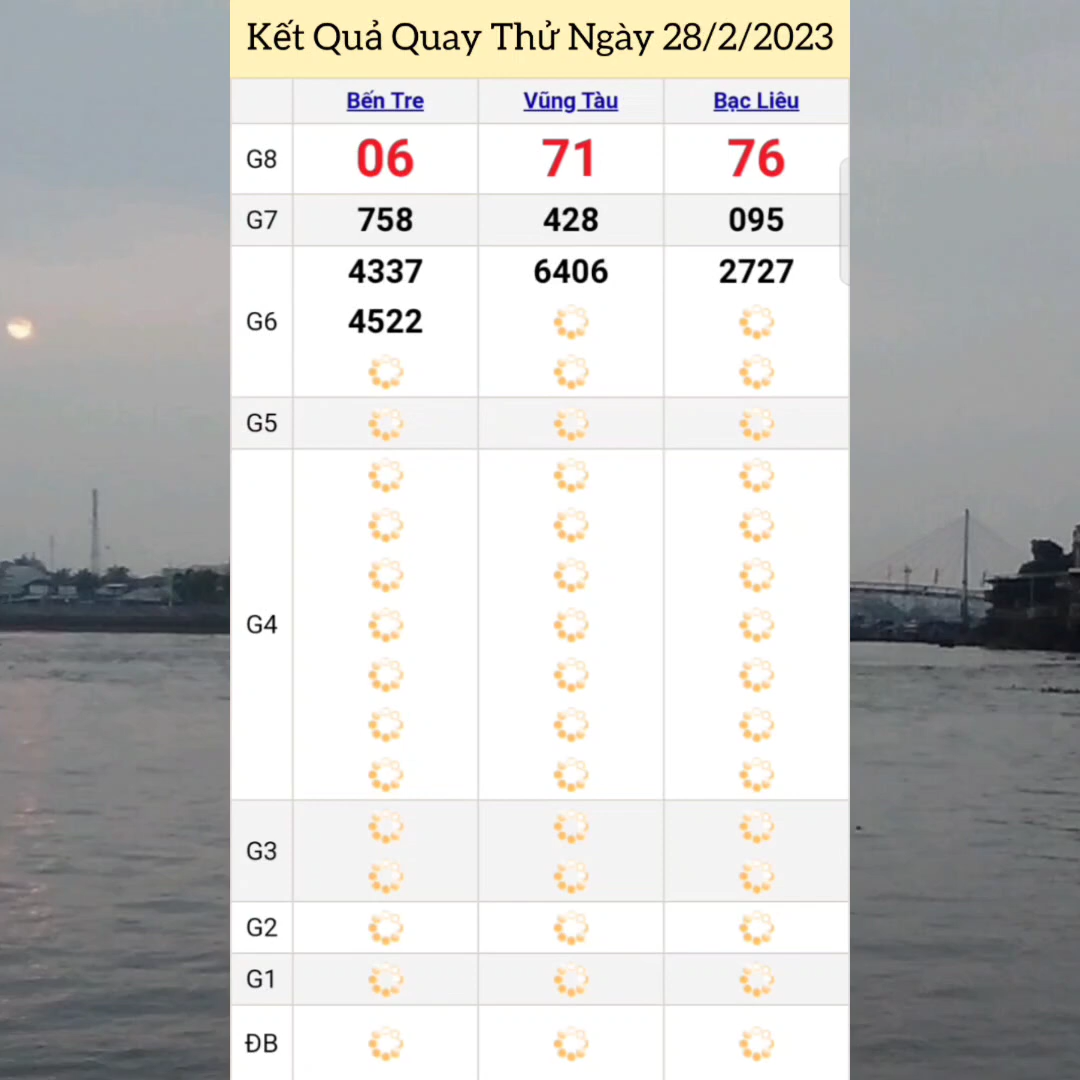 Kết Quả Quay Thử Ngày 28/2/2023
Bến Tre Vũng Tàu Bạc Liêu
G8 06 71 76
G7 758 428 095
4337 6406 2727
G6 4522
G5
G4
G3
G2
G1
ĐB